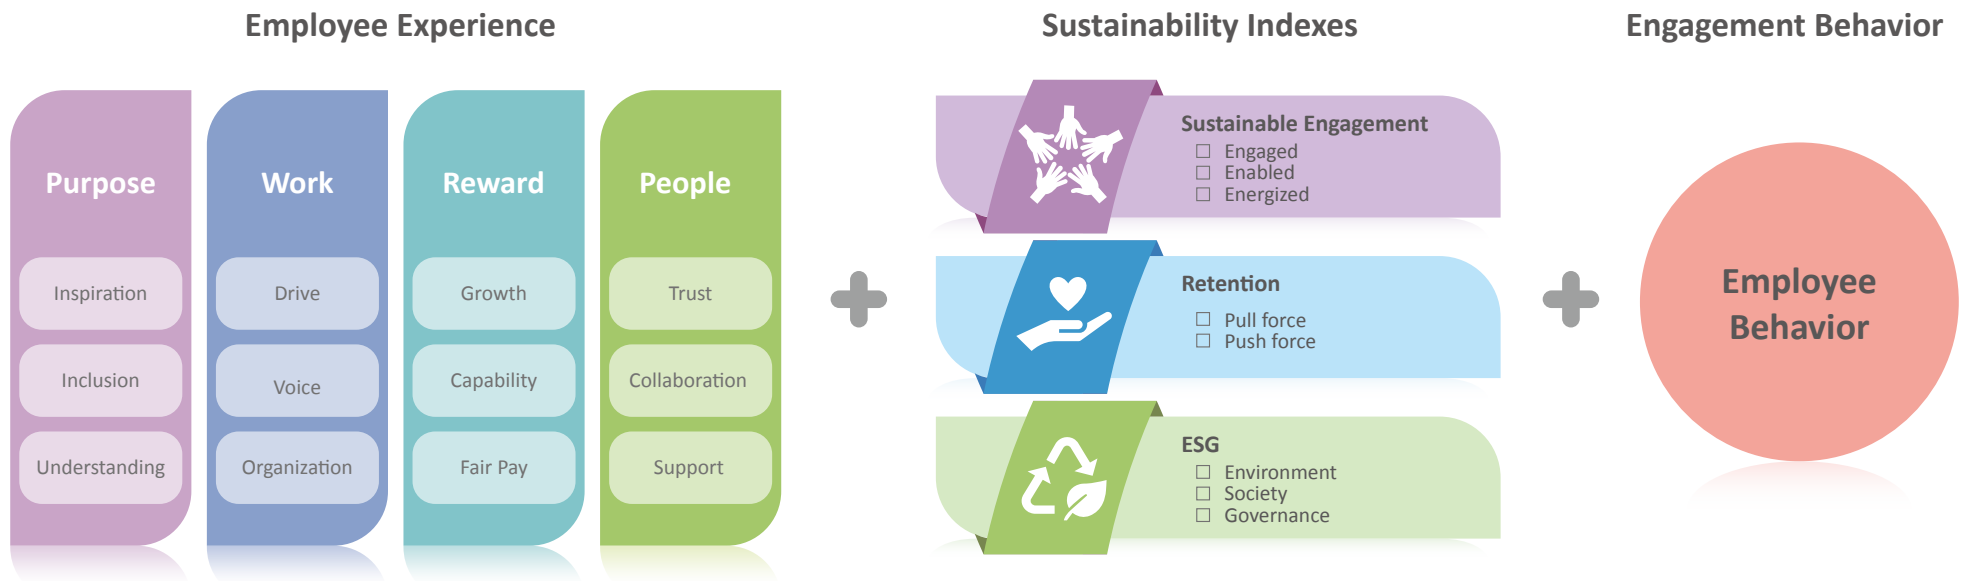 Employee Experience
Sustainability Indexes
Engagement Behavior
Purpose
Inspiration
Inclusion
Understanding
Work
Drive
Voice
Organization
Reward
Growth
Capability
Fair Pay
People
Trust
Collaboration
Support
Sustainable Engagement
Engaged
Enabled
Energized
Retention
Pull force
Push force
ESG
Environment
Society
Governance
Employee
Behavior